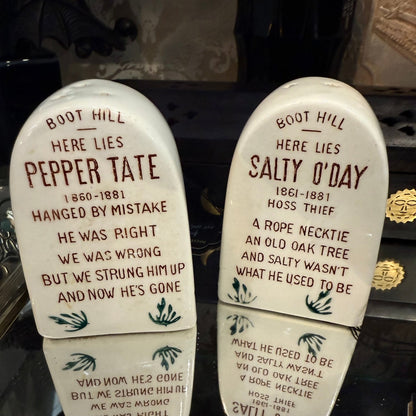 BOOT HILL
HERE LIES
PEPPER TATE
1860-1881
HANGED BY MISTAKE
HE WAS RIGHT
WE WAS WRONG
BUT WE STRUNG HIM UP
AND NOW HE'S GONE
BOOT HILL
HERE LIES
SALTY O'DAY
1861-1881
HOSS THIEF
A ROPE NECKTIE
AN OLD OAK TREE
AND SALTY WASN'T
WHAT HE USED TO BE